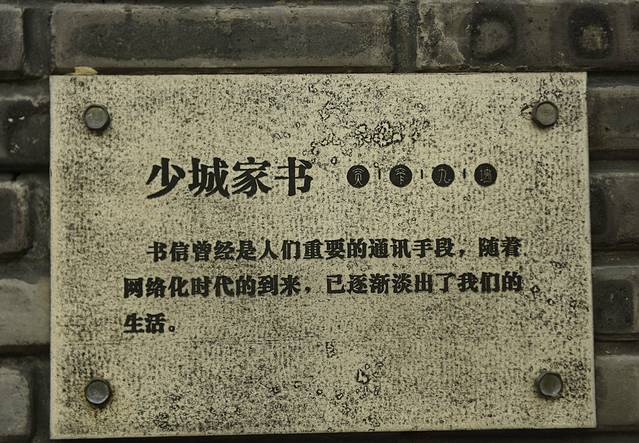 少城家书
书信曾经是人们重要的通讯手段，随着
网络化时代的到来，已逐渐淡出了我们的
生活。